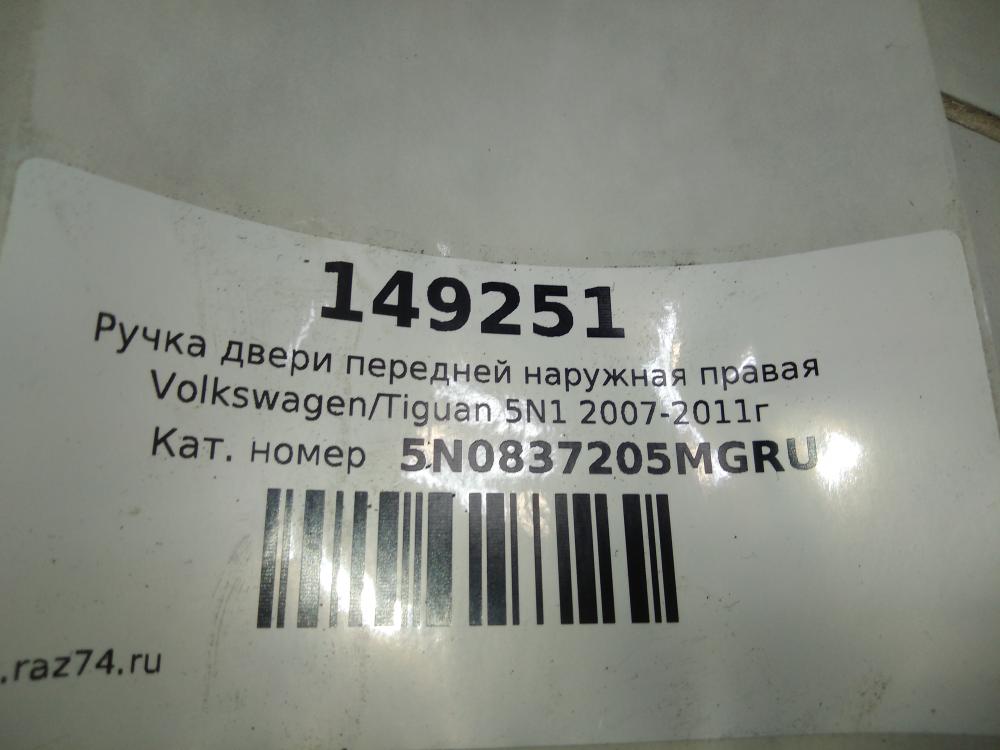 149251
Ручка двери передней наружная правая
Volkswagen/Tiguan 5N1 2007-2011г
Кат. номер 5N0837205MGRU
.raz74.ru